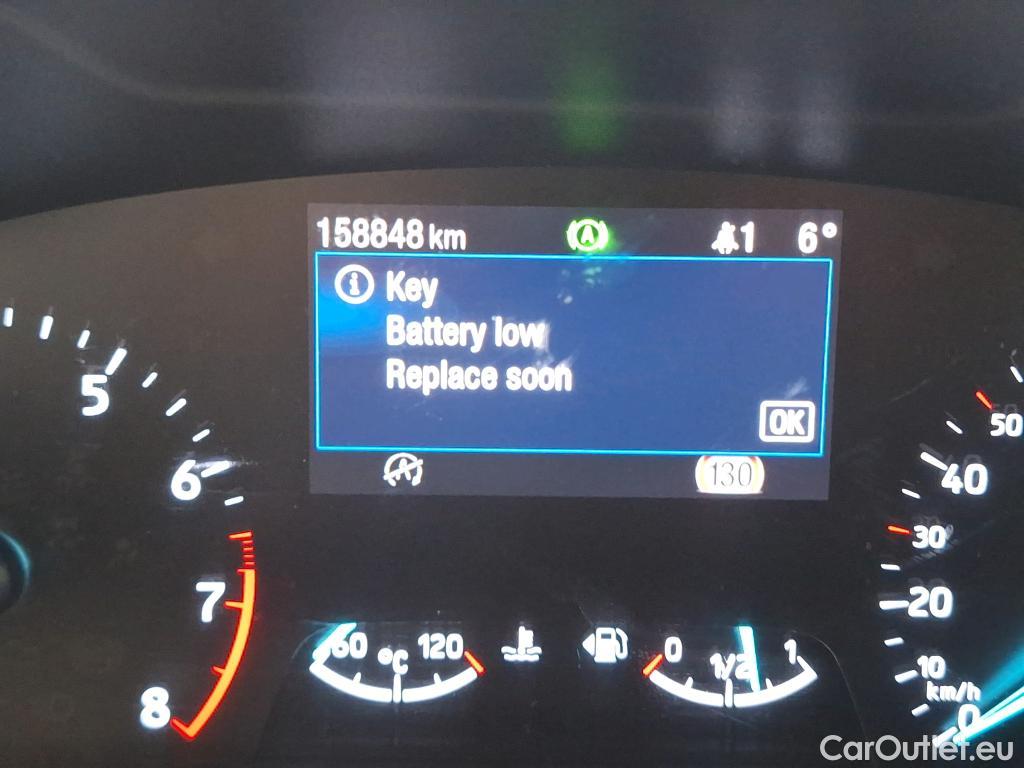 158848 km A 1 6°
i Key
Battery low
Replace soon
OK
A 130
5
6
7
8
60 °C 120
0 1/2 1
50
40
30
20
10
km/h
0
CarOutlet.eu